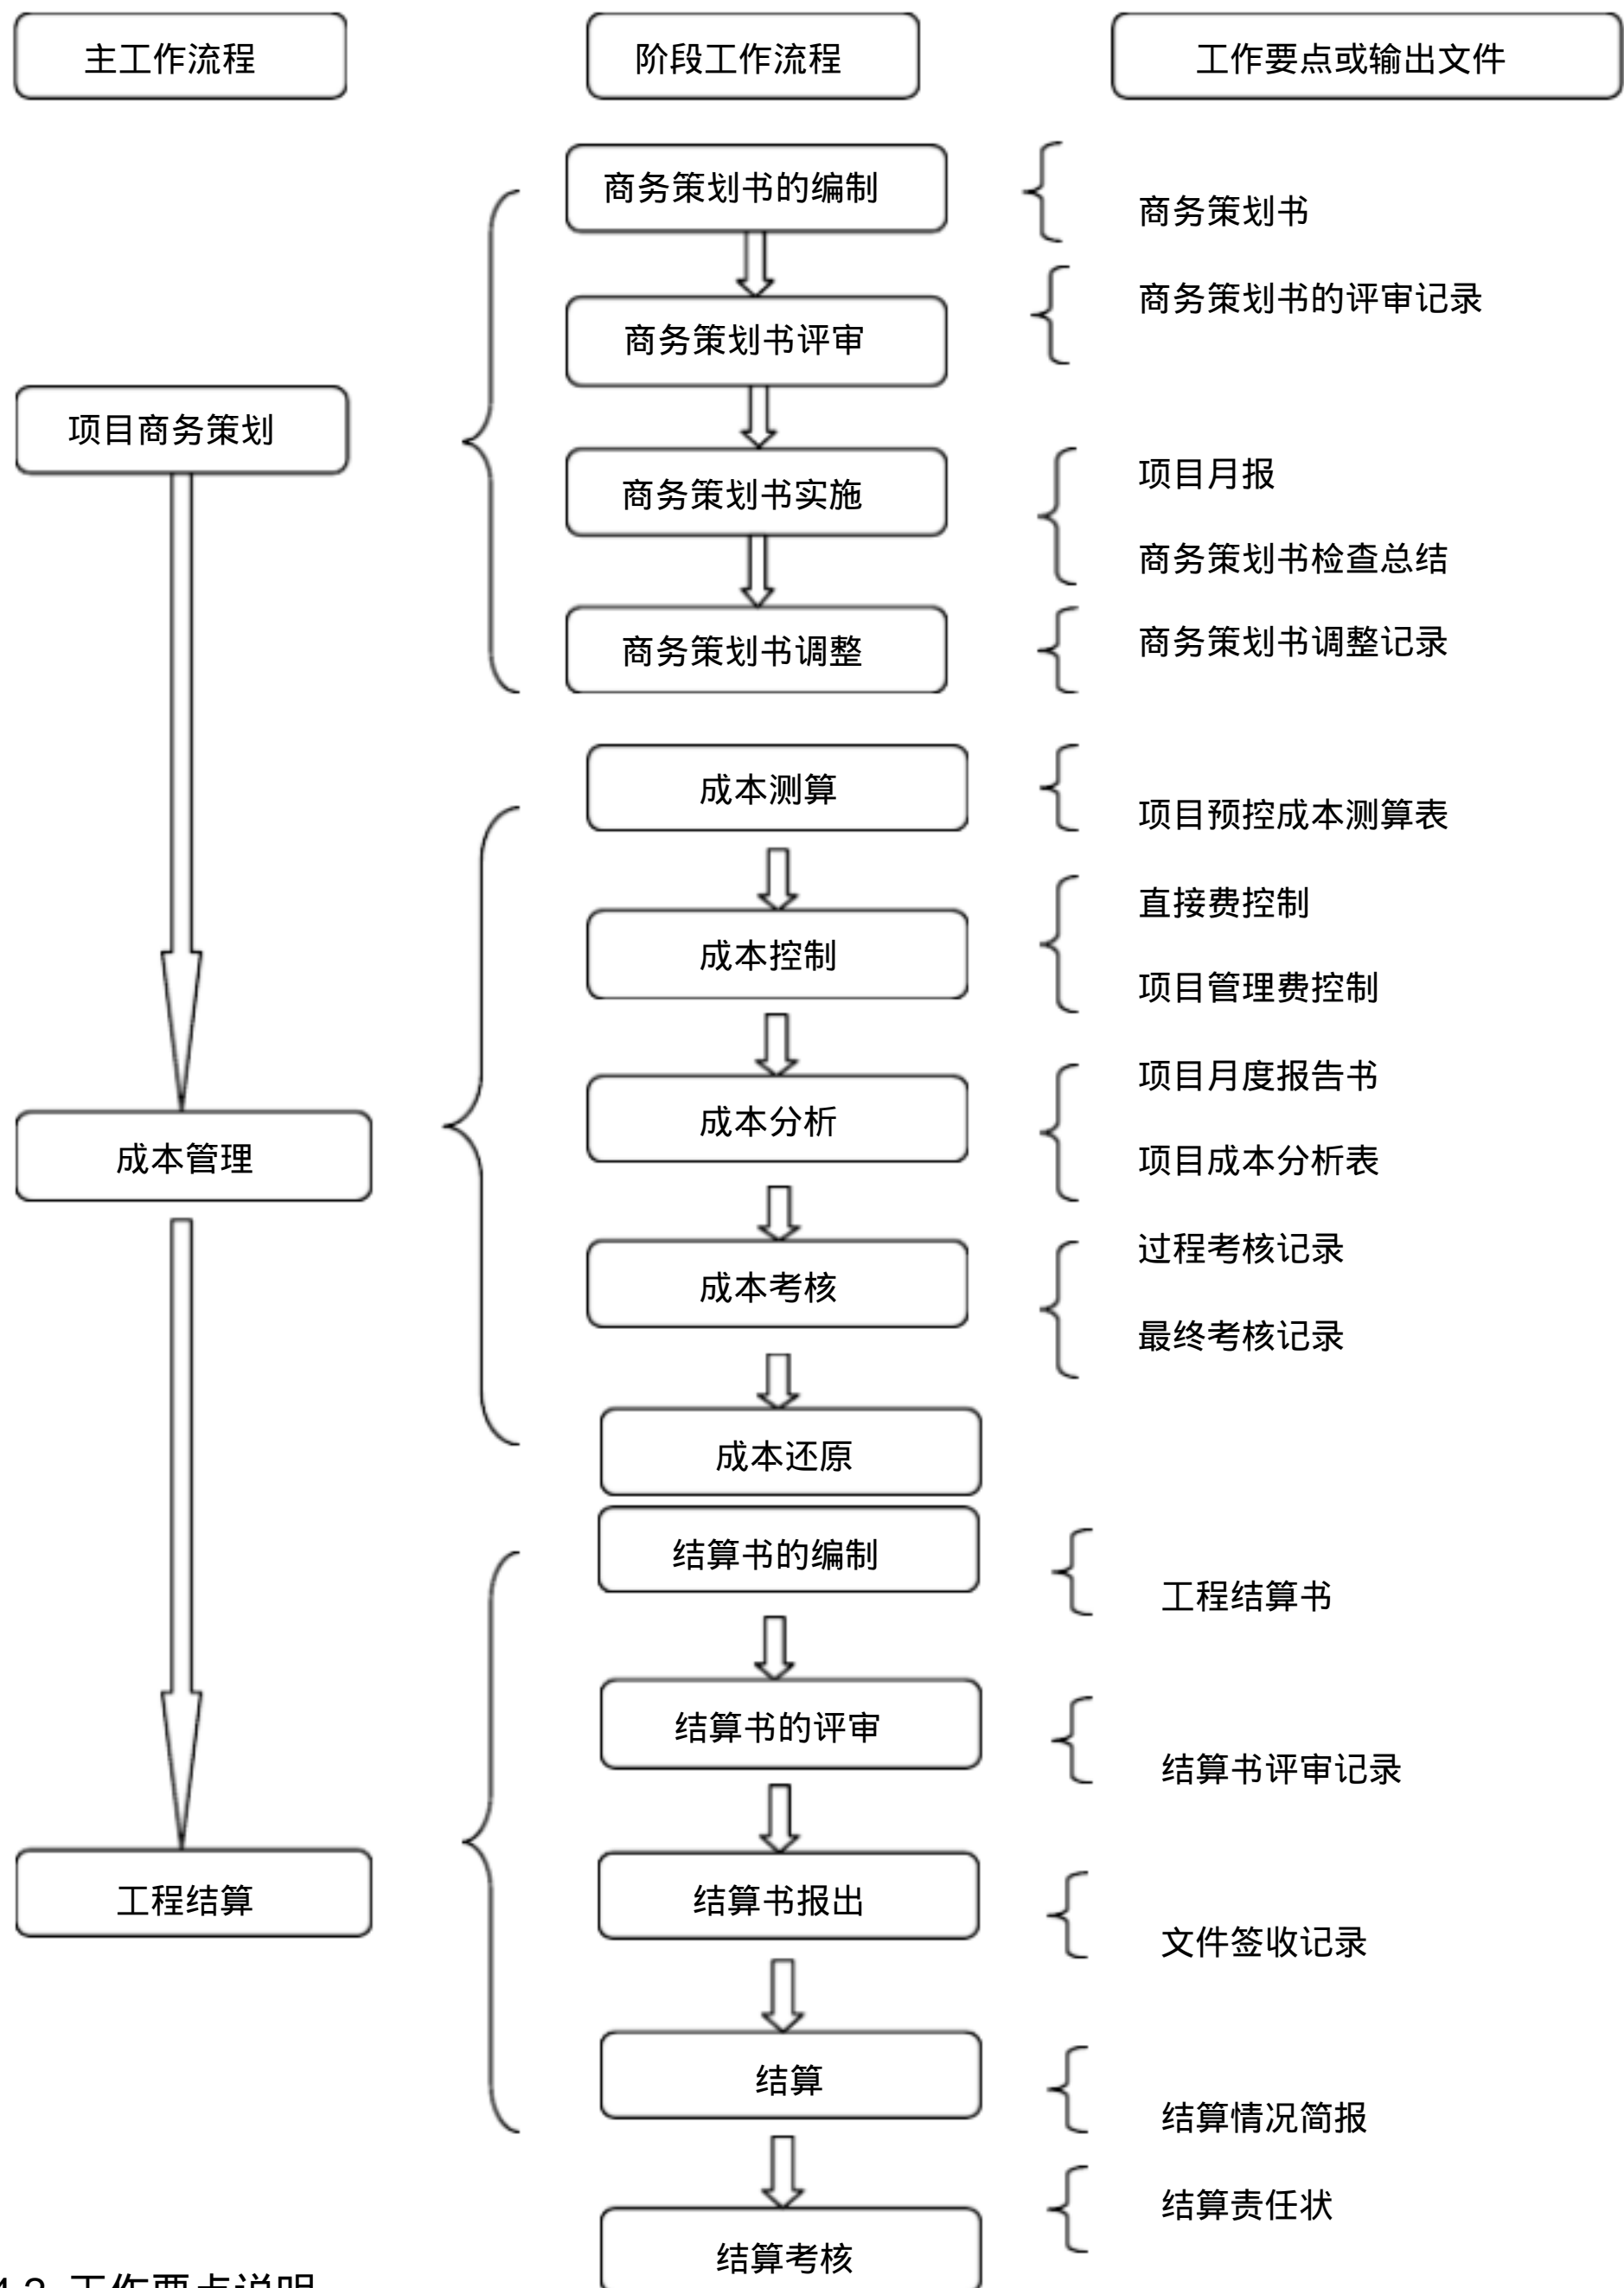 主工作流程
阶段工作流程
工作要点或输出文件
商务策划书的编制
商务策划书
商务策划书的评审记录
商务策划书评审
项目商务策划
项目月报
商务策划书实施
商务策划书检查总结
商务策划书调整记录
商务策划书调整
成本测算
项目预控成本测算表
直接费控制
成本控制
项目管理费控制
项目月度报告书
成本分析
成本管理
项目成本分析表
过程考核记录
成本考核
最终考核记录
成本还原
结算书的编制
工程结算书
结算书的评审
结算书评审记录
工程结算
结算书报出
文件签收记录
结算
结算情况简报
结算责任状
结算考核
4.2 工作要点说明